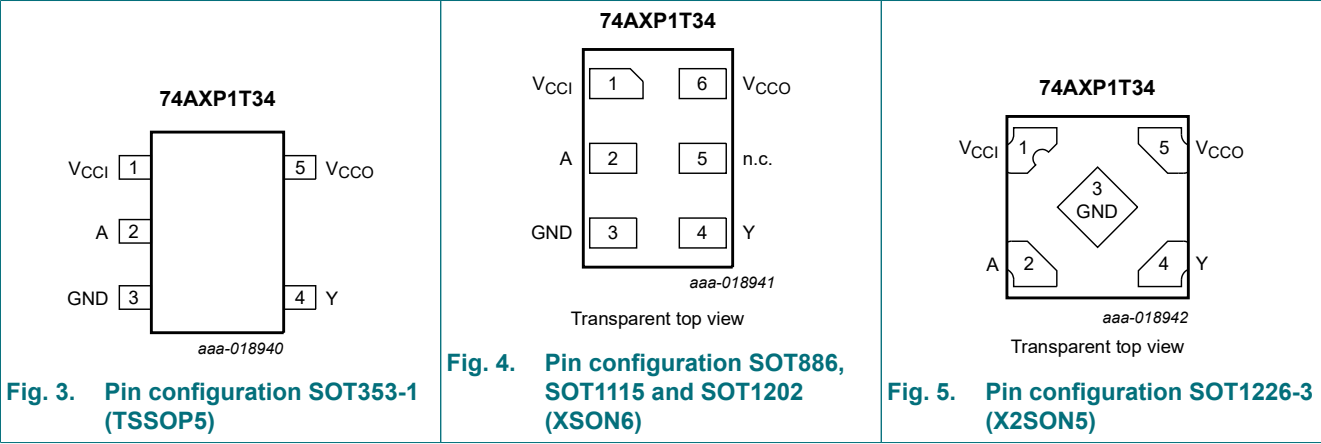 74AXP1T34
VCCI 1
5 VCCO
A 2
GND 3
4 Y
aaa-018940
Fig. 3. Pin configuration SOT353-1
(TSSOP5)
74AXP1T34
VCCI 1
6 VCCO
A 2
5 n.c.
GND 3
4 Y
aaa-018941
Transparent top view
Fig. 4. Pin configuration SOT886,
SOT1115 and SOT1202
(XSON6)
74AXP1T34
VCCI 1
5 VCCO
3
GND
A 2
4 Y
aaa-018942
Transparent top view
Fig. 5. Pin configuration SOT1226-3
(X2SON5)